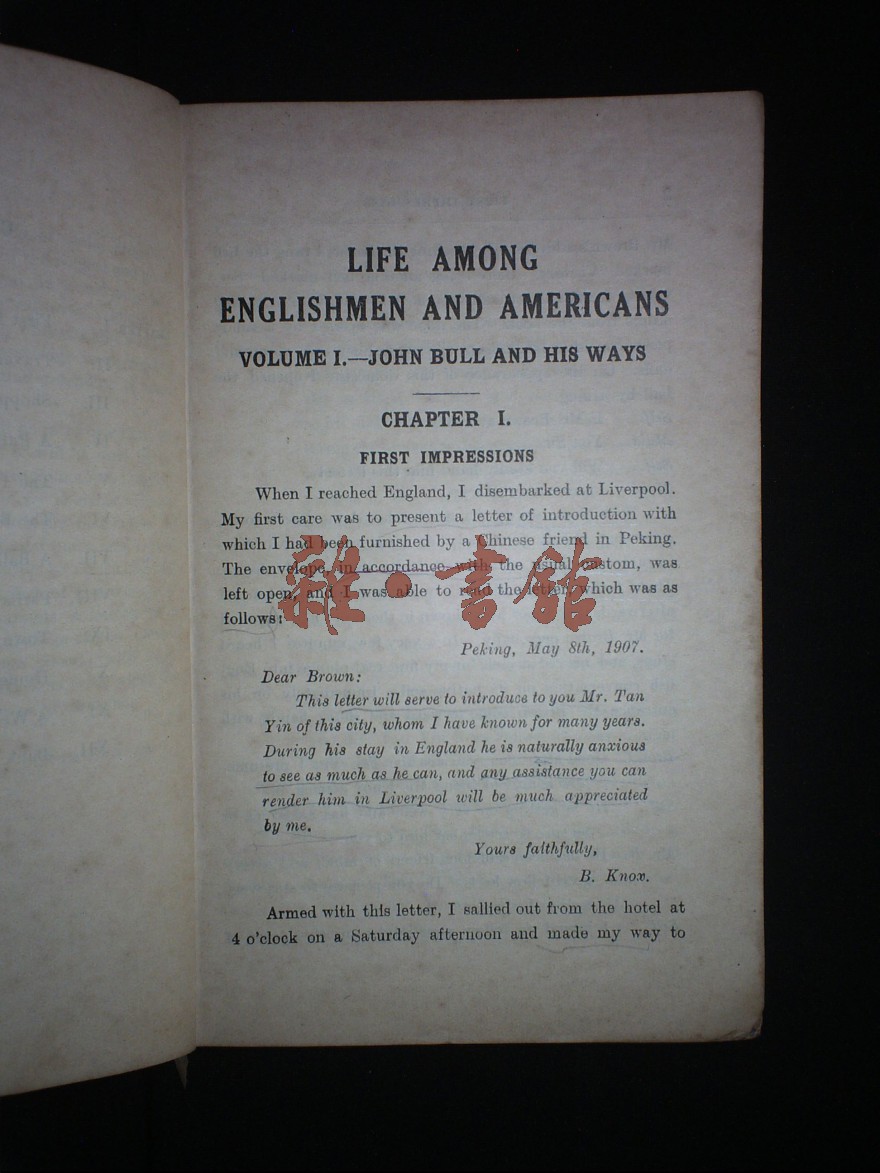 LIFE AMONG
ENGLISHMEN AND AMERICANS
VOLUME I.—JOHN BULL AND HIS WAYS
CHAPTER I.
FIRST IMPRESSIONS
When I reached England, I disembarked at Liverpool.
My first care was to present a letter of introduction with
which I had been furnished by a Chinese friend in Peking.
The envelope, in accordance with the usual custom, was
left open, and I was able to read the letter, which was as
follows:
雜·書館
Peking, May 8th, 1907.
Dear Brown:
This letter will serve to introduce to you Mr. Tan
Yin of this city, whom I have known for many years.
During his stay in England he is naturally anxious
to see as much as he can, and any assistance you can
render him in Liverpool will be much appreciated
by me.
Yours faithfully,
B. Knox.
Armed with this letter, I sallied out from the hotel at
4 o'clock on a Saturday afternoon and made my way to